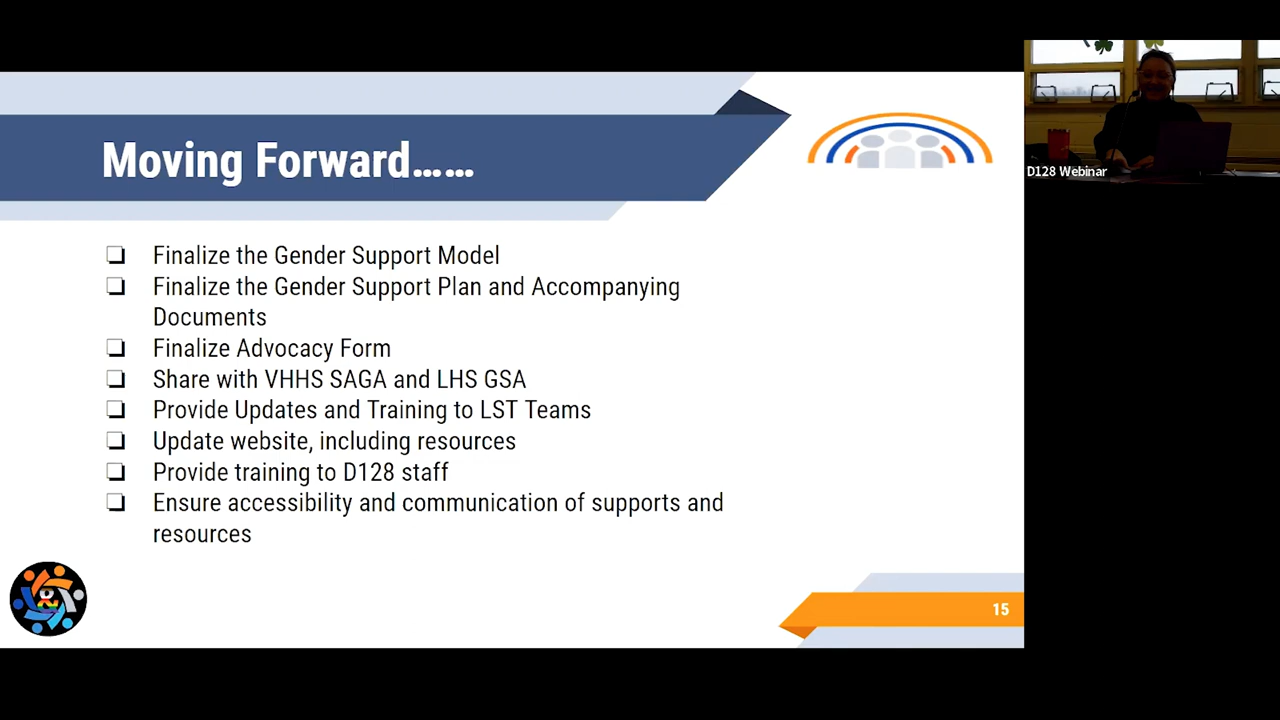 Moving Forward……
❏ Finalize the Gender Support Model
❏ Finalize the Gender Support Plan and Accompanying
Documents
❏ Finalize Advocacy Form
❏ Share with VHHS SAGA and LHS GSA
❏ Provide Updates and Training to LST Teams
❏ Update website, including resources
❏ Provide training to D128 staff
❏ Ensure accessibility and communication of supports and
resources
15
D128 Webinar